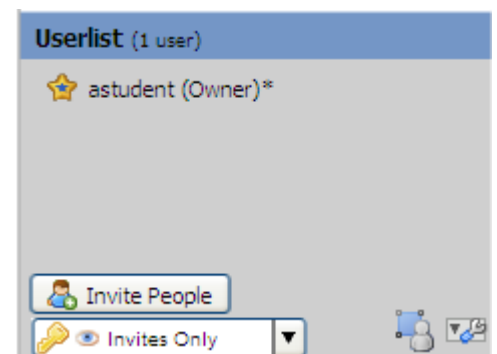 Userlist (1 user)
astudent (Owner)*
Invite People
Invites Only